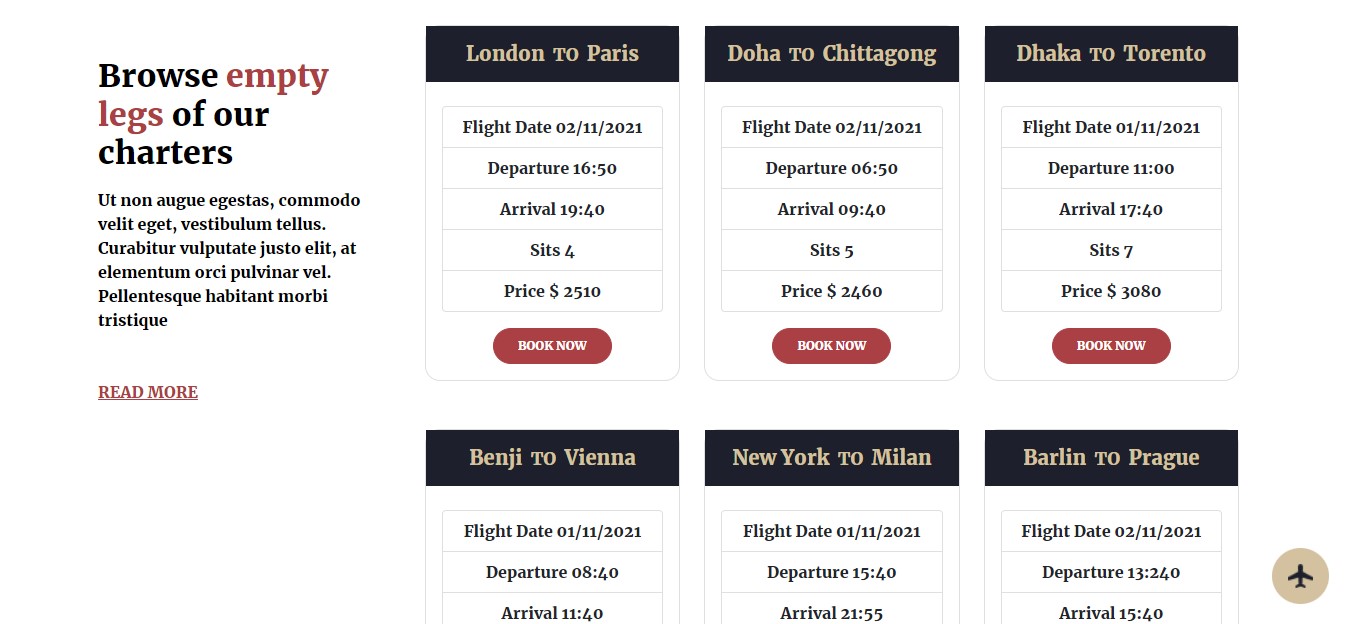 Browse empty
legs of our
charters
Ut non augue egestas, commodo
velit eget, vestibulum tellus.
Curabitur vulputate justo elit, at
elementum orci pulvinar vel.
Pellentesque habitant morbi
tristique
READ MORE
London TO Paris
Flight Date 02/11/2021
Departure 16:50
Arrival 19:40
Sits 4
Price $ 2510
BOOK NOW
Doha TO Chittagong
Flight Date 02/11/2021
Departure 06:50
Arrival 09:40
Sits 5
Price $ 2460
BOOK NOW
Dhaka TO Torento
Flight Date 01/11/2021
Departure 11:00
Arrival 17:40
Sits 7
Price $ 3080
BOOK NOW
Benji TO Vienna
Flight Date 01/11/2021
Departure 08:40
Arrival 11:40
New York TO Milan
Flight Date 01/11/2021
Departure 15:40
Arrival 21:55
Barlin TO Prague
Flight Date 02/11/2021
Departure 13:240
Arrival 15:40